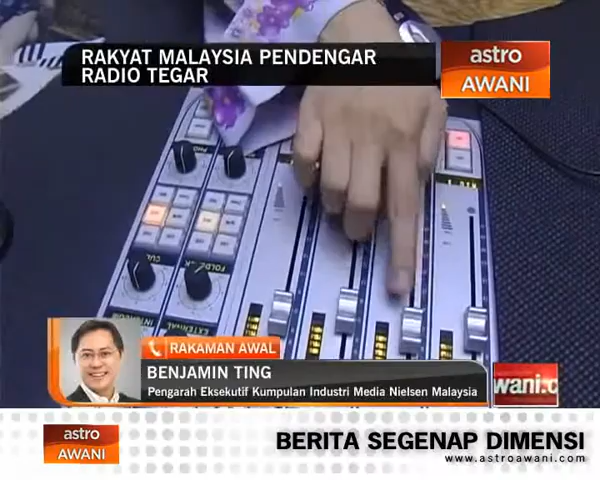 RAKYAT MALAYSIA PENDENGAR
RADIO TEGAR
astro
AWANI
RAKAMAN AWAL
BENJAMIN TING
Pengarah Eksekutif Kumpulan Industri Media Nielsen Malaysia
wani.c
astro
AWANI
BERITA SEGENAP DIMENSI
www.astroawani.com